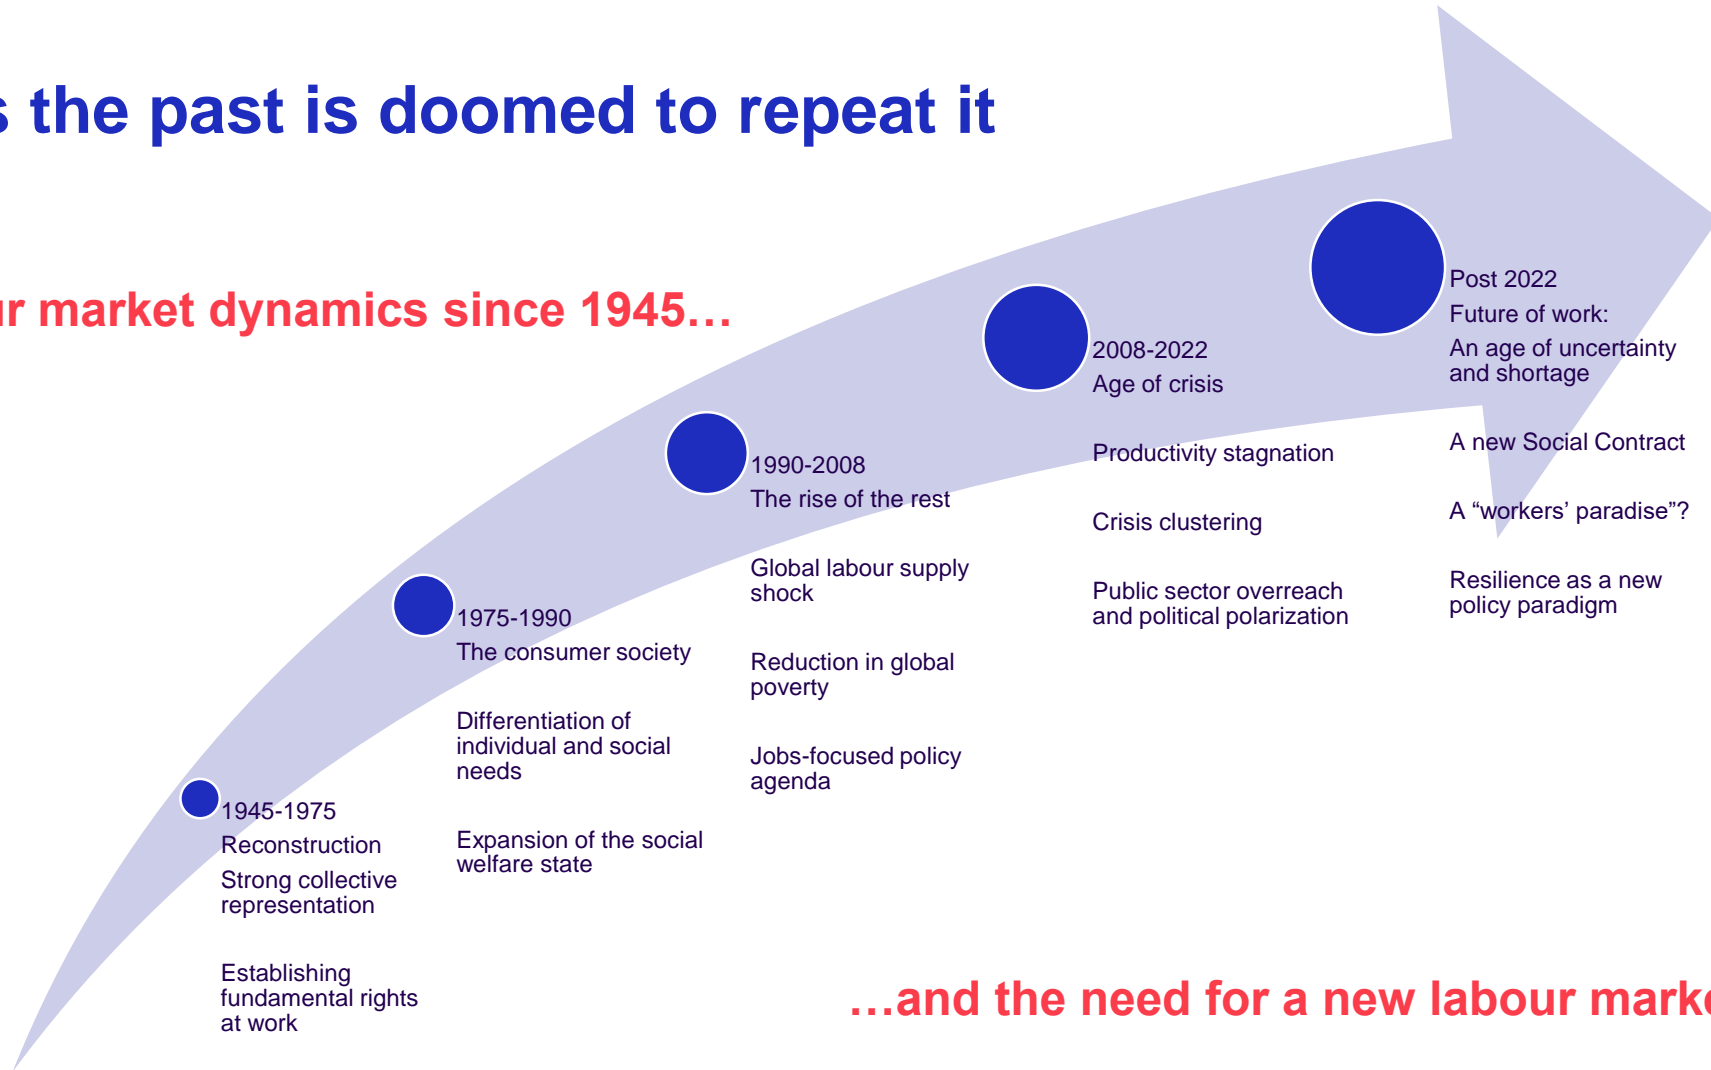 s the past is doomed to repeat it
ur market dynamics since 1945…
1945-1975
Reconstruction
Strong collective
representation
Establishing
fundamental rights
at work
1975-1990
The consumer society
Differentiation of
individual and social
needs
Expansion of the social
welfare state
1990-2008
The rise of the rest
Global labour supply
shock
Reduction in global
poverty
Jobs-focused policy
agenda
2008-2022
Age of crisis
Productivity stagnation
Crisis clustering
Public sector overreach
and political polarization
Post 2022
Future of work:
An age of uncertainty
and shortage
A new Social Contract
A “workers’ paradise”?
Resilience as a new
policy paradigm
…and the need for a new labour marke